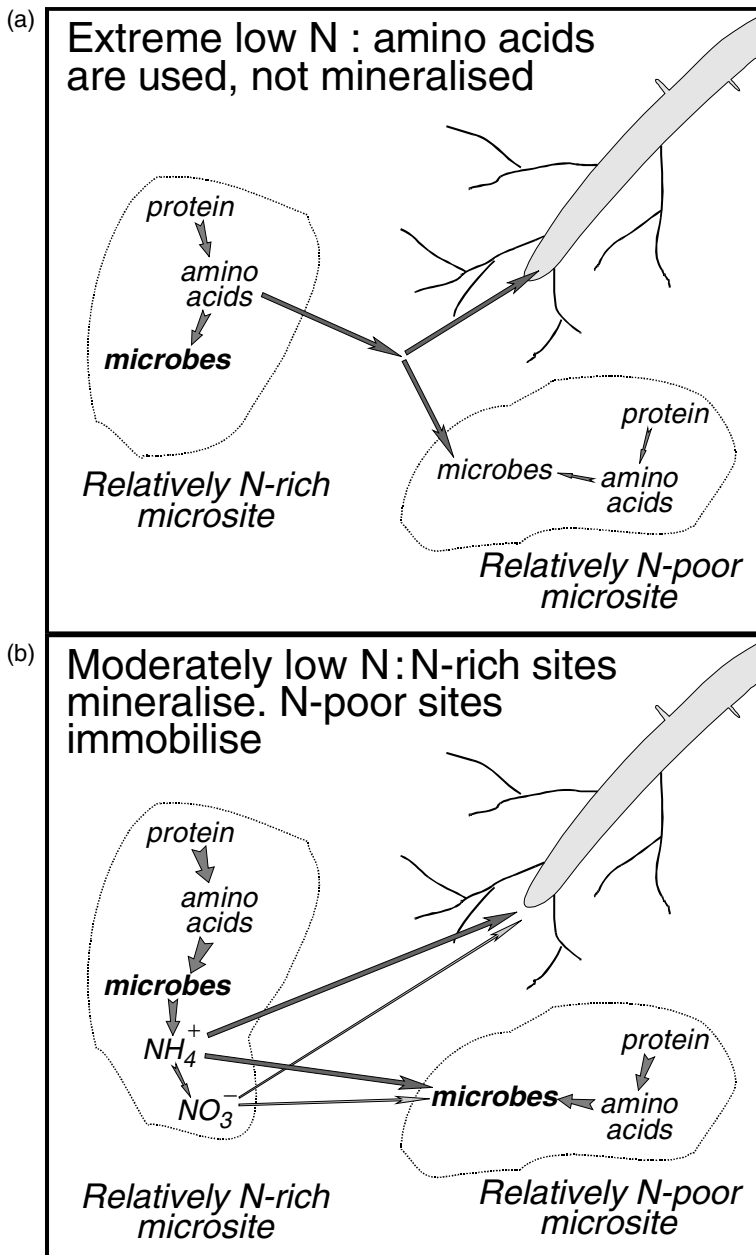 (a)
Extreme low N : amino acids
are used, not mineralised
protein
amino
acids
microbes
Relatively N-rich
microsite
protein
microbes
amino
acids
Relatively N-poor
microsite
(b)
Moderately low N: N-rich sites
mineralise. N-poor sites
immobilise
protein
amino
acids
microbes
NH₄⁺
NO₃⁻
Relatively N-rich
microsite
protein
microbes
amino
acids
Relatively N-poor
microsite